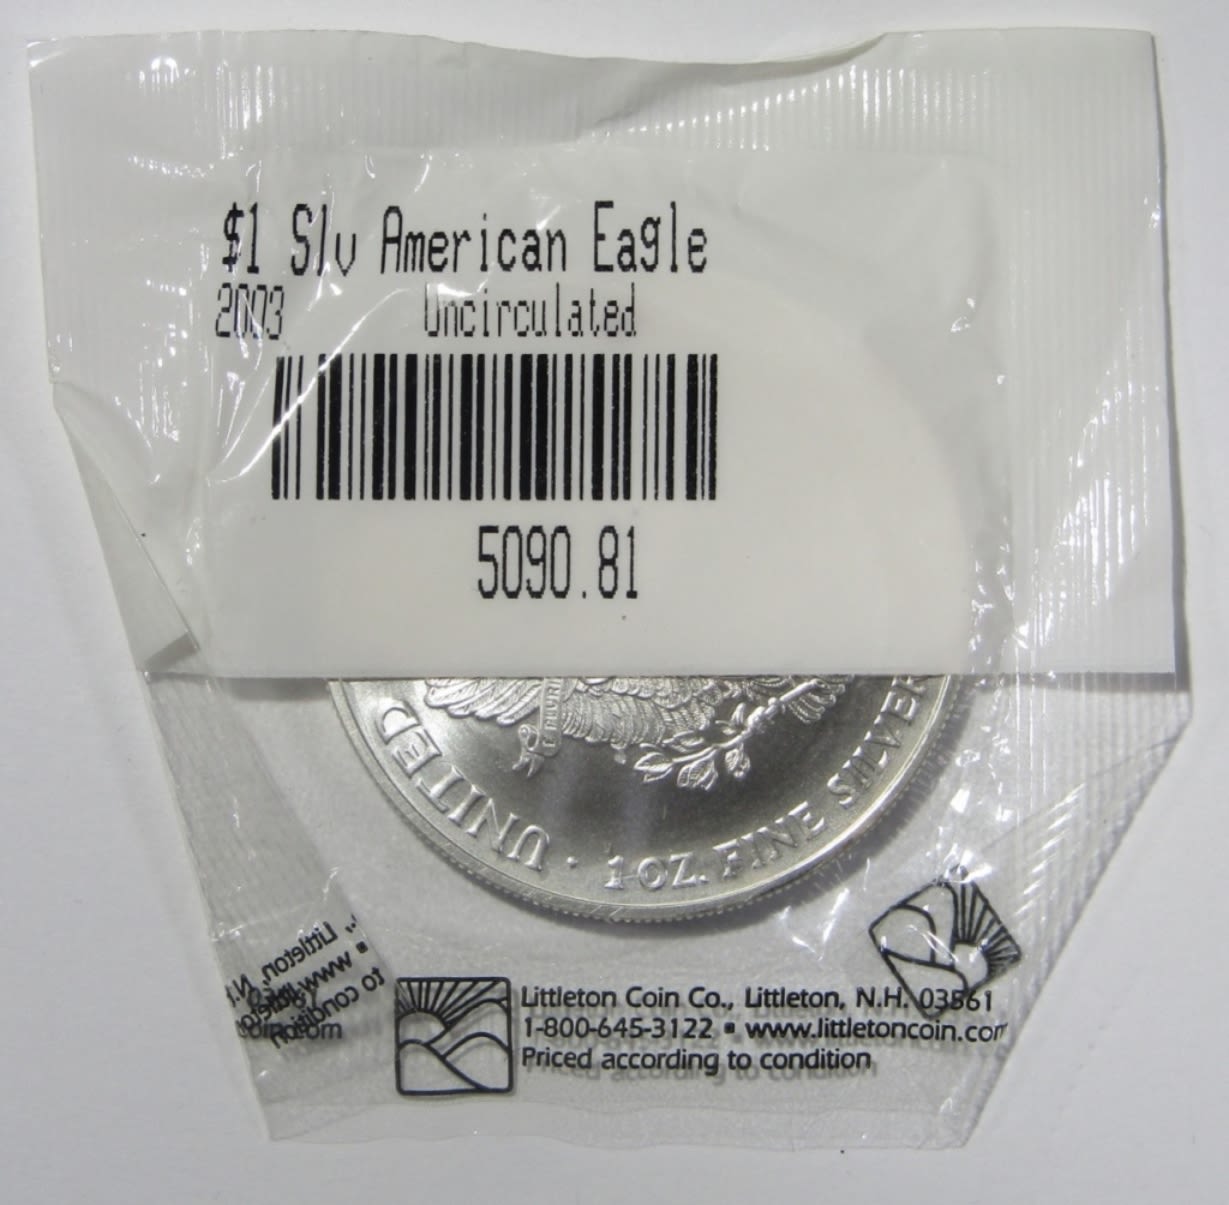 $1 Slv American Eagle
2003 Uncirculated
5090.81
UNITED · 1 OZ. FINE SILVER
Littleton Coin Co., Littleton, N.H. 03561
1-800-645-3122 ▪ www.littletoncoin.com
Priced according to condition